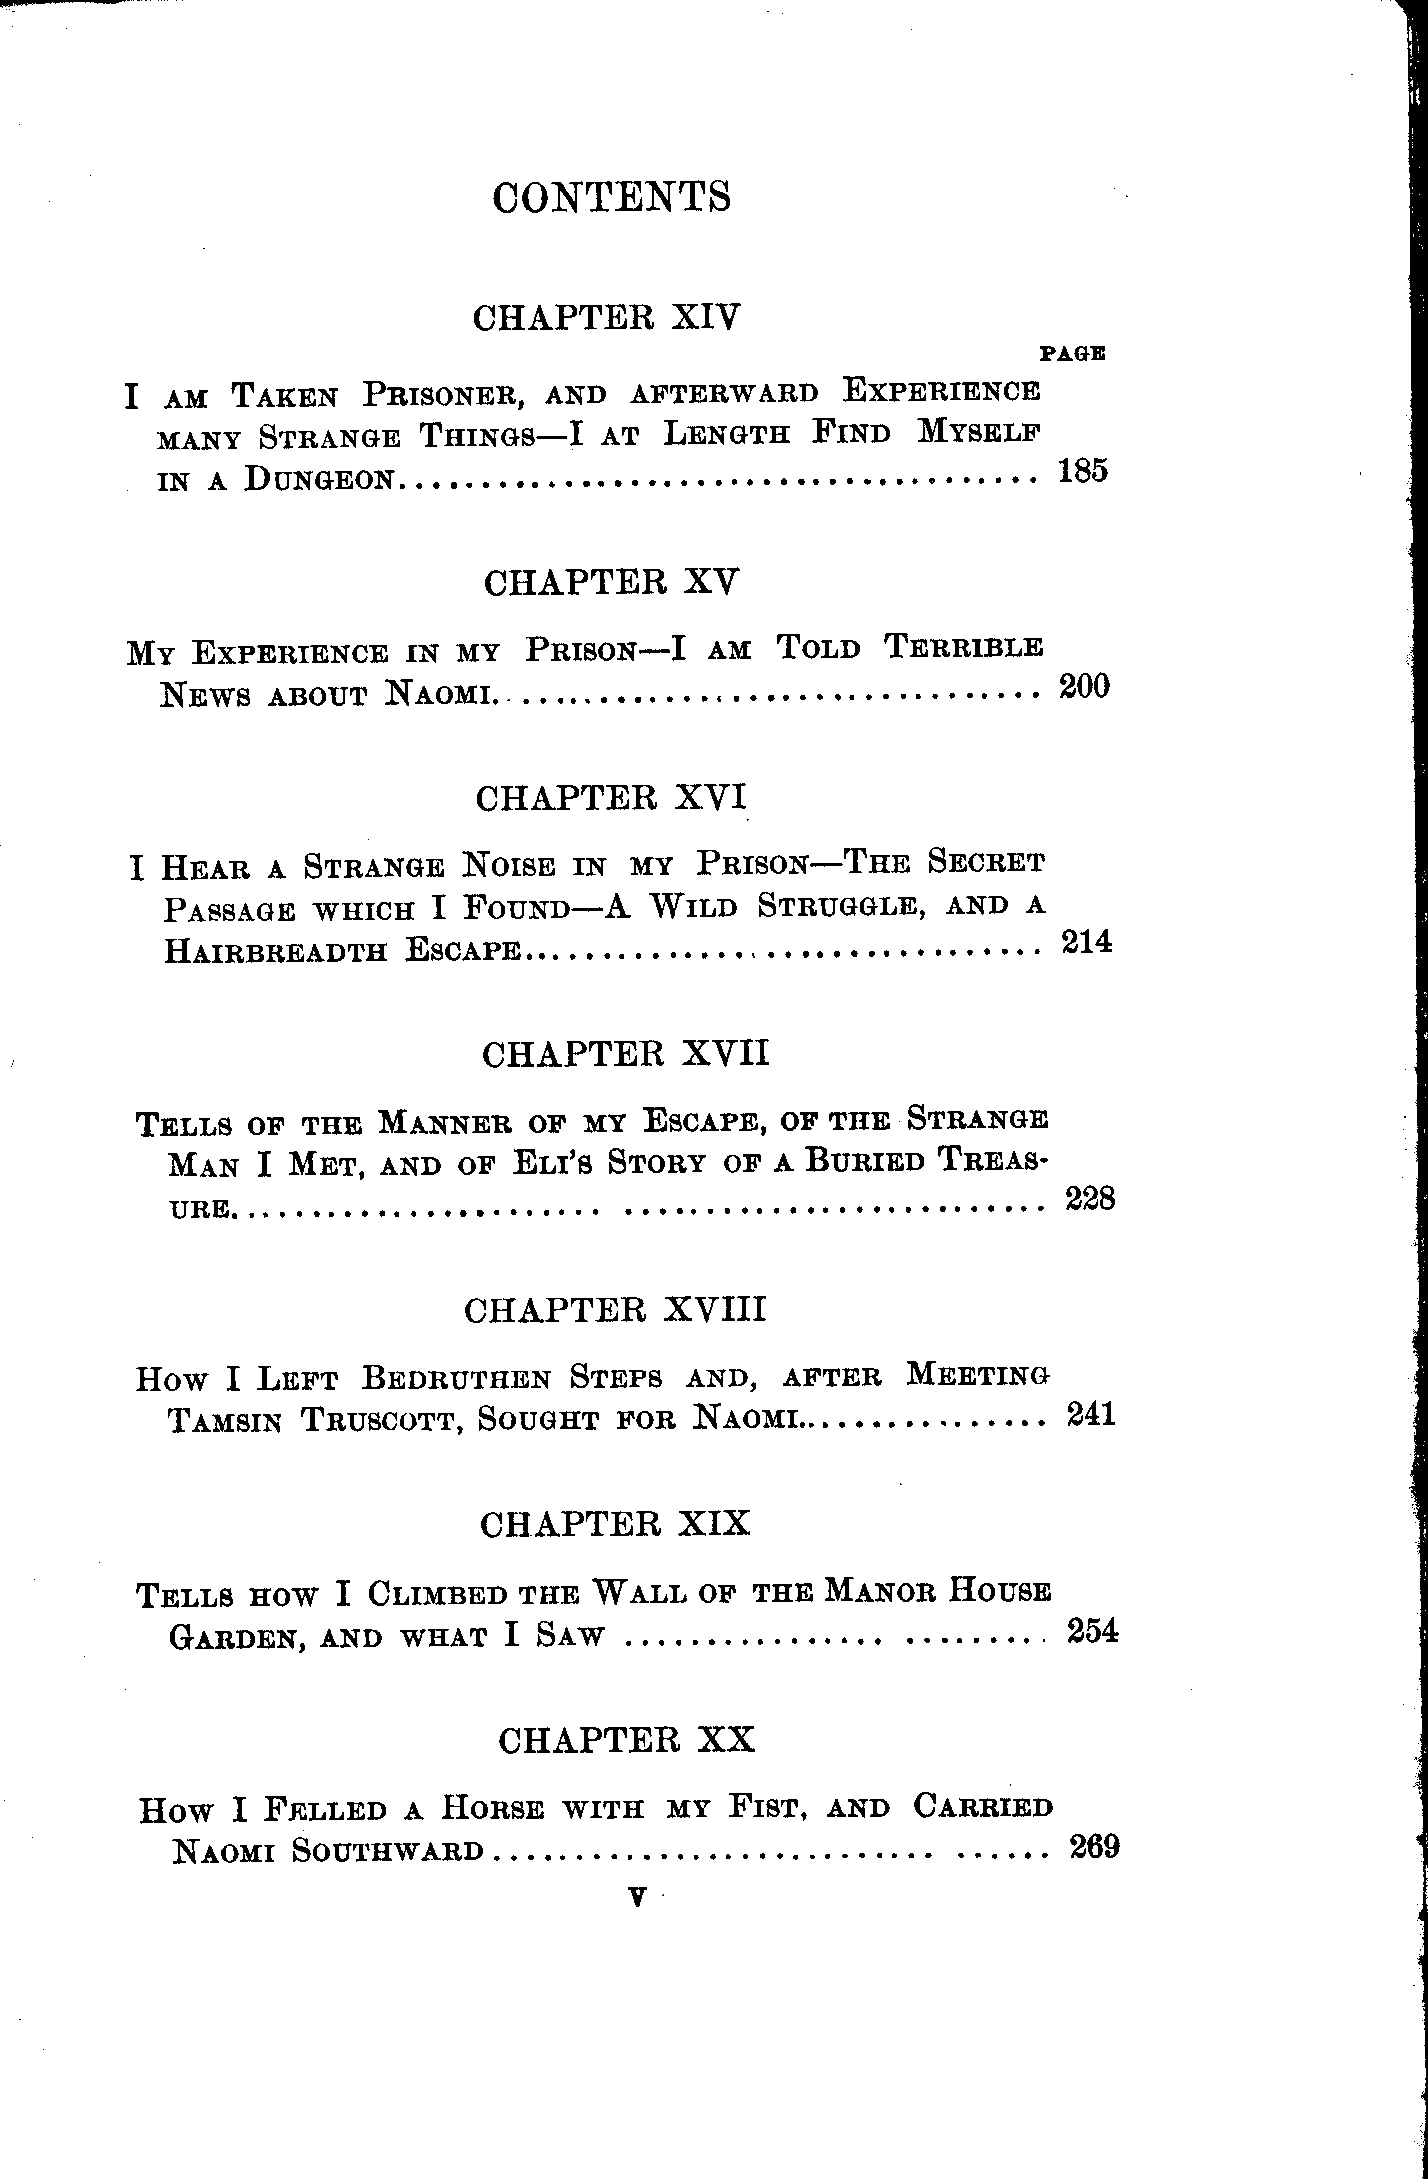 CONTENTS
CHAPTER XIV
PAGE
I AM TAKEN PRISONER, AND AFTERWARD EXPERIENCE
MANY STRANGE THINGS—I AT LENGTH FIND MYSELF
IN A DUNGEON....................................... 185
CHAPTER XV
MY EXPERIENCE IN MY PRISON—I AM TOLD TERRIBLE
NEWS ABOUT NAOMI................................. 200
CHAPTER XVI
I HEAR A STRANGE NOISE IN MY PRISON—THE SECRET
PASSAGE WHICH I FOUND—A WILD STRUGGLE, AND A
HAIRBREADTH ESCAPE................................ 214
CHAPTER XVII
TELLS OF THE MANNER OF MY ESCAPE, OF THE STRANGE
MAN I MET, AND OF ELI'S STORY OF A BURIED TREAS-
URE....................... .......................... 228
CHAPTER XVIII
HOW I LEFT BEDRUTHEN STEPS AND, AFTER MEETING
TAMSIN TRUSCOTT, SOUGHT FOR NAOMI................ 241
CHAPTER XIX
TELLS HOW I CLIMBED THE WALL OF THE MANOR HOUSE
GARDEN, AND WHAT I SAW ................ ......... 254
CHAPTER XX
HOW I FELLED A HORSE WITH MY FIST, AND CARRIED
NAOMI SOUTHWARD........................... ...... 269
V